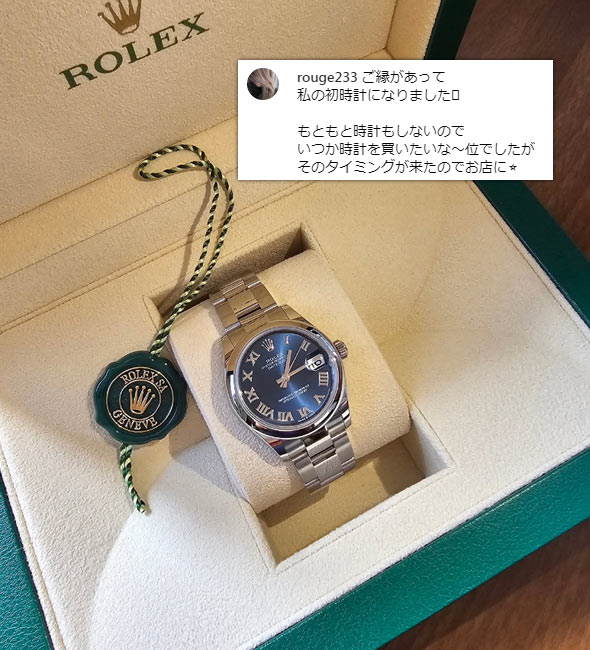 ROLEX
rouge233 ご縁があって
私の初時計になりました▯
もともと時計もしないので
いつか時計を買いたいな〜位でしたが
そのタイミングが来たのでお店に⭐
ROLEX SA
GENEVE
ROLEX